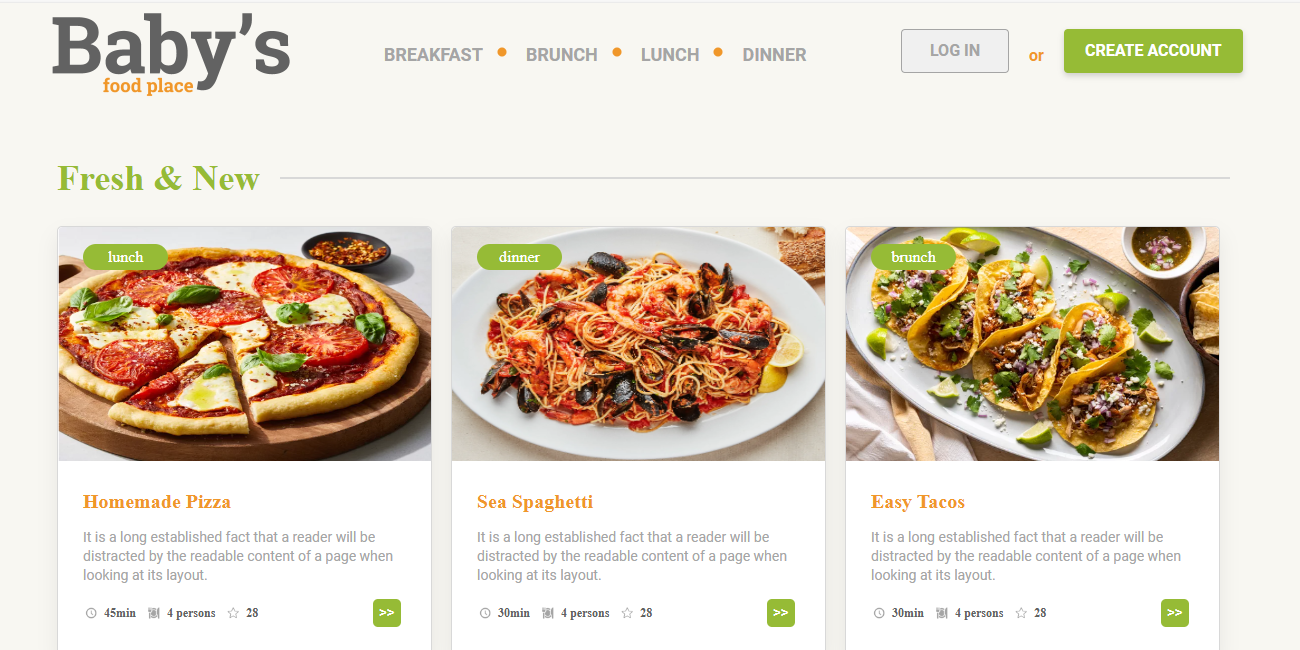 Baby's
food place
BREAKFAST BRUNCH LUNCH DINNER
LOG IN or CREATE ACCOUNT
Fresh & New
lunch
Homemade Pizza
It is a long established fact that a reader will be
distracted by the readable content of a page when
looking at its layout.
45min 4 persons 28 >>
dinner
Sea Spaghetti
It is a long established fact that a reader will be
distracted by the readable content of a page when
looking at its layout.
30min 4 persons 28 >>
brunch
Easy Tacos
It is a long established fact that a reader will be
distracted by the readable content of a page when
looking at its layout.
30min 4 persons 28 >>